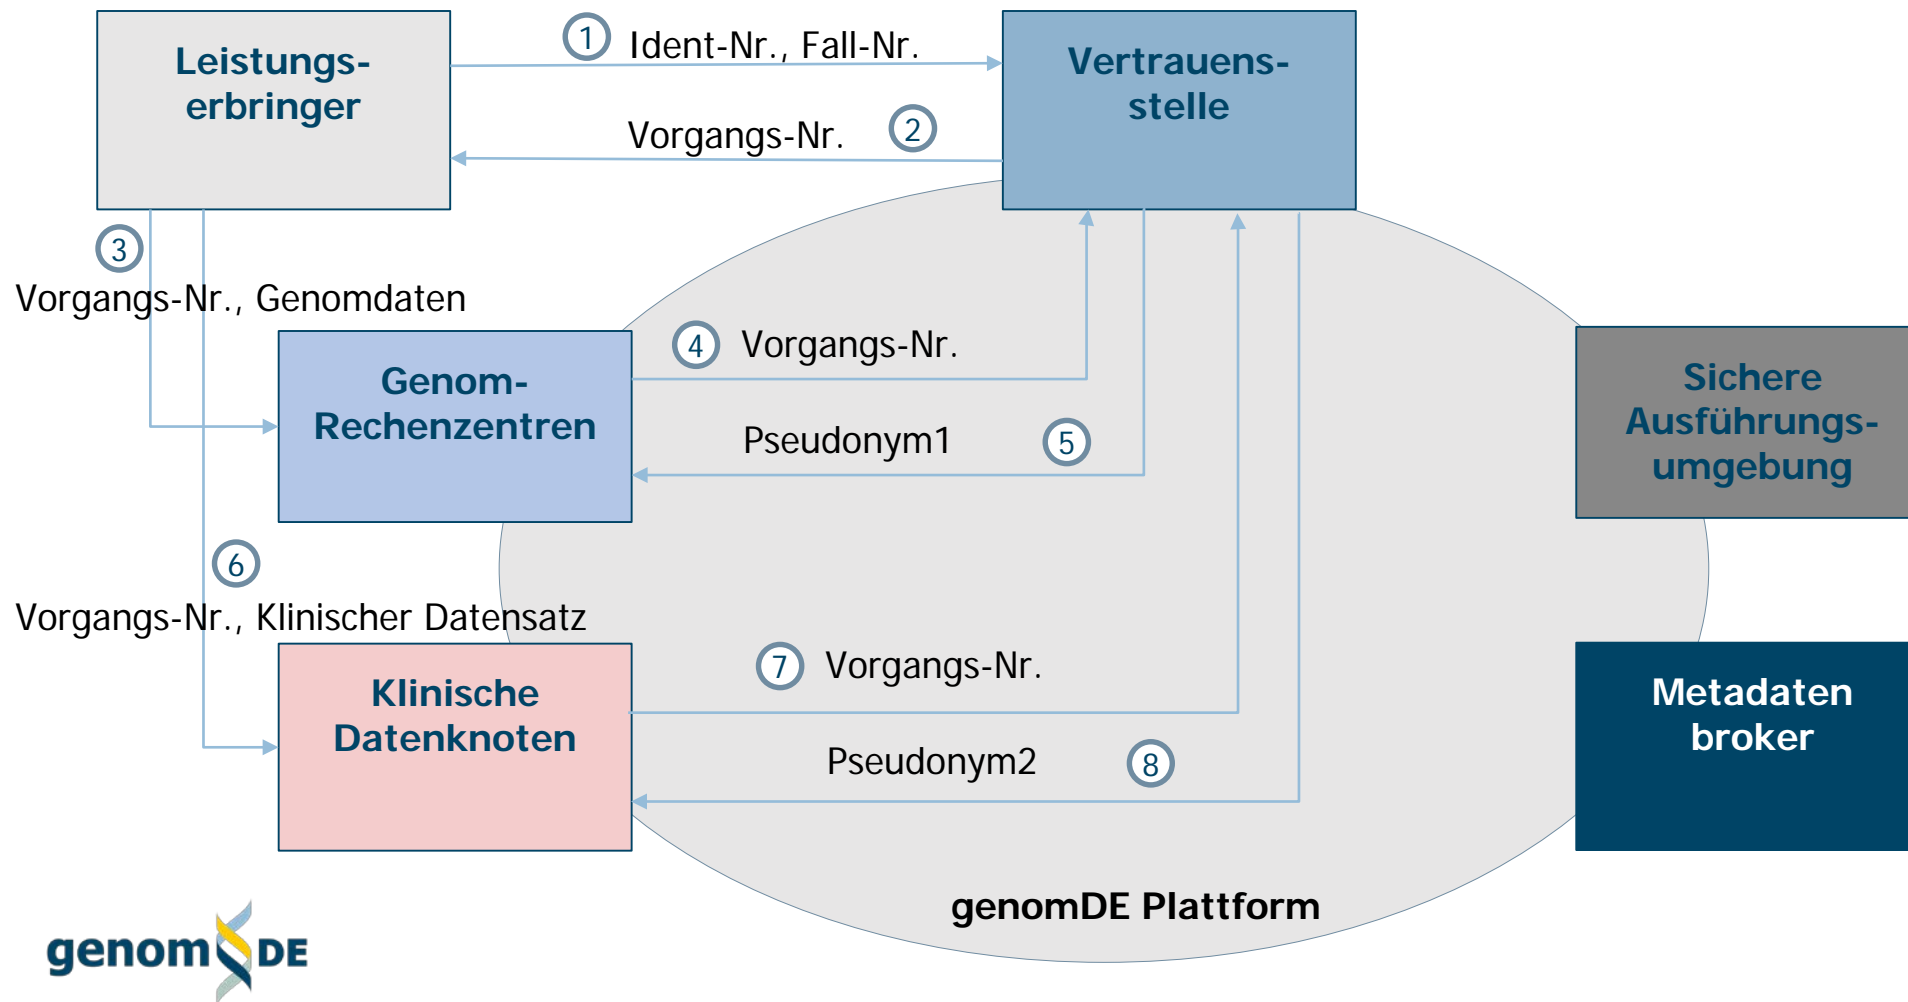 Leistungs-
erbringer
1 Ident-Nr., Fall-Nr.
Vertrauens-
stelle
Vorgangs-Nr. 2
3
Vorgangs-Nr., Genomdaten
Genom-
Rechenzentren
4 Vorgangs-Nr.
Pseudonym1 5
Sichere
Ausführungs-
umgebung
6
Vorgangs-Nr., Klinischer Datensatz
Klinische
Datenknoten
7 Vorgangs-Nr.
Pseudonym2 8
Metadaten
broker
genomDE Plattform
genom DE